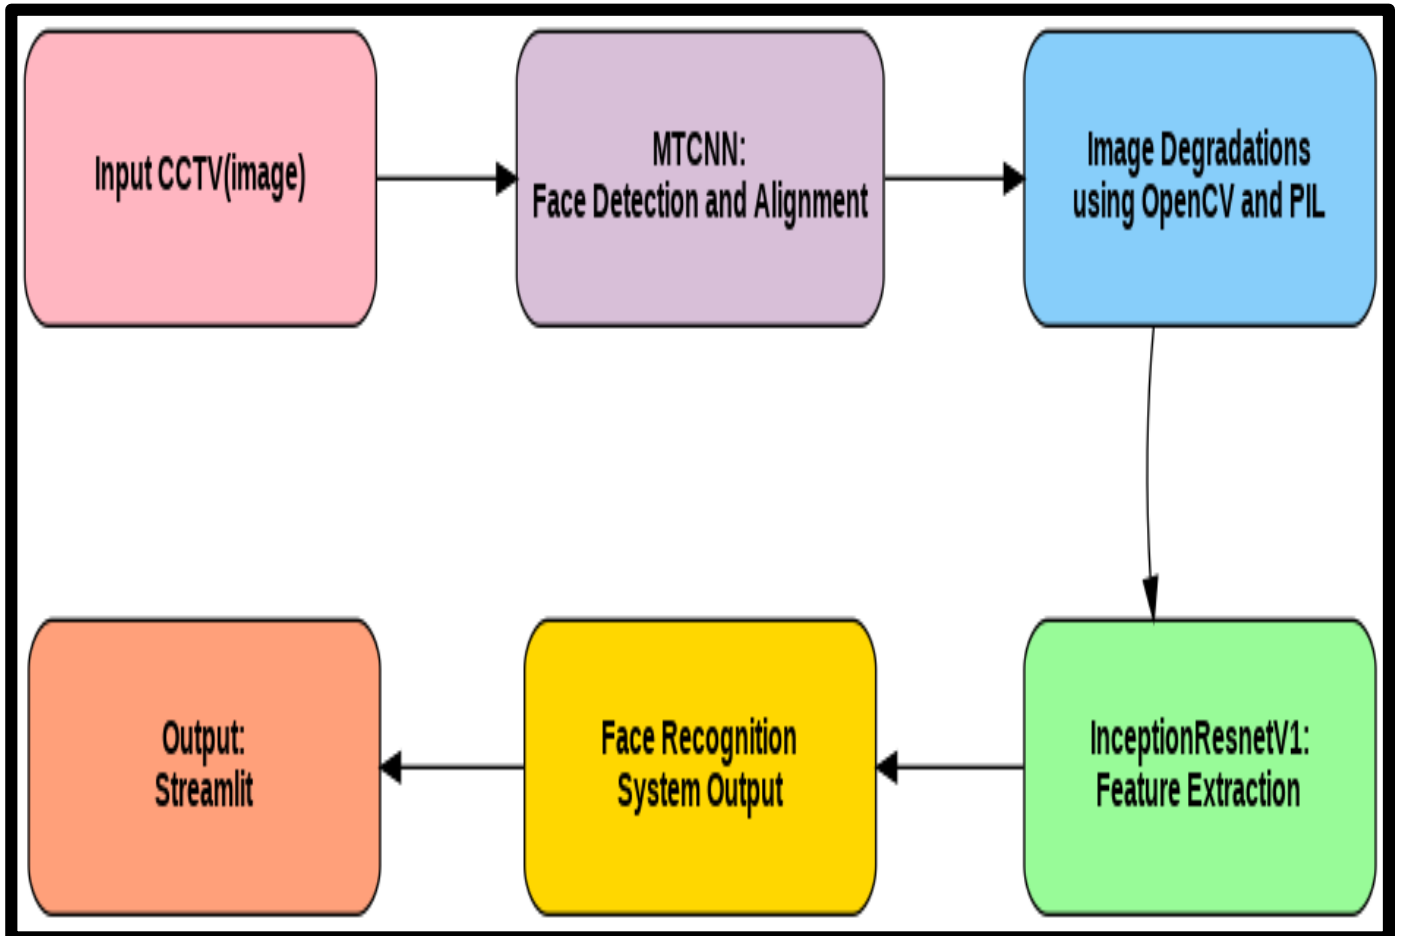 Input CCTV(image)
MTCNN:
Face Detection and Alignment
Image Degradations
using OpenCV and PIL
Output:
Streamlit
Face Recognition
System Output
InceptionResnetV1:
Feature Extraction